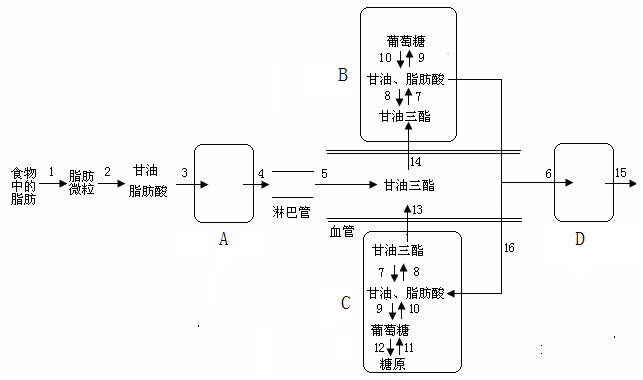 食物
中的
脂肪
1
脂肪
微粒
2
甘油
脂肪酸
3
A
4
淋巴管
5
B
葡萄糖
10 9
甘油、脂肪酸
8 7
甘油三酯
14
甘油三酯
13
血管
C
甘油三酯
7 8
甘油、脂肪酸
9 10
葡萄糖
12 11
糖原
6
16
D
15